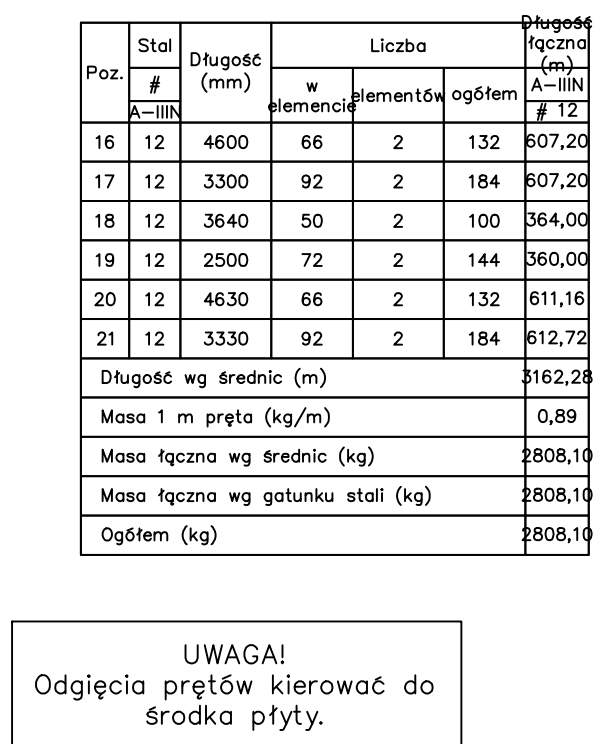 Poz. Stal Długość (mm) Liczba Długość łączna (m)
# w elemencie elementów ogółem A-IIIN
A-IIIN # 12
16 12 4600 66 2 132 607,20
17 12 3300 92 2 184 607,20
18 12 3640 50 2 100 364,00
19 12 2500 72 2 144 360,00
20 12 4630 66 2 132 611,16
21 12 3330 92 2 184 612,72
Długość wg średnic (m) 3162,28
Masa 1 m pręta (kg/m) 0,89
Masa łączna wg średnic (kg) 2808,10
Masa łączna wg gatunku stali (kg) 2808,10
Ogółem (kg) 2808,10
UWAGA!
Odgięcia prętów kierować do
środka płyty.